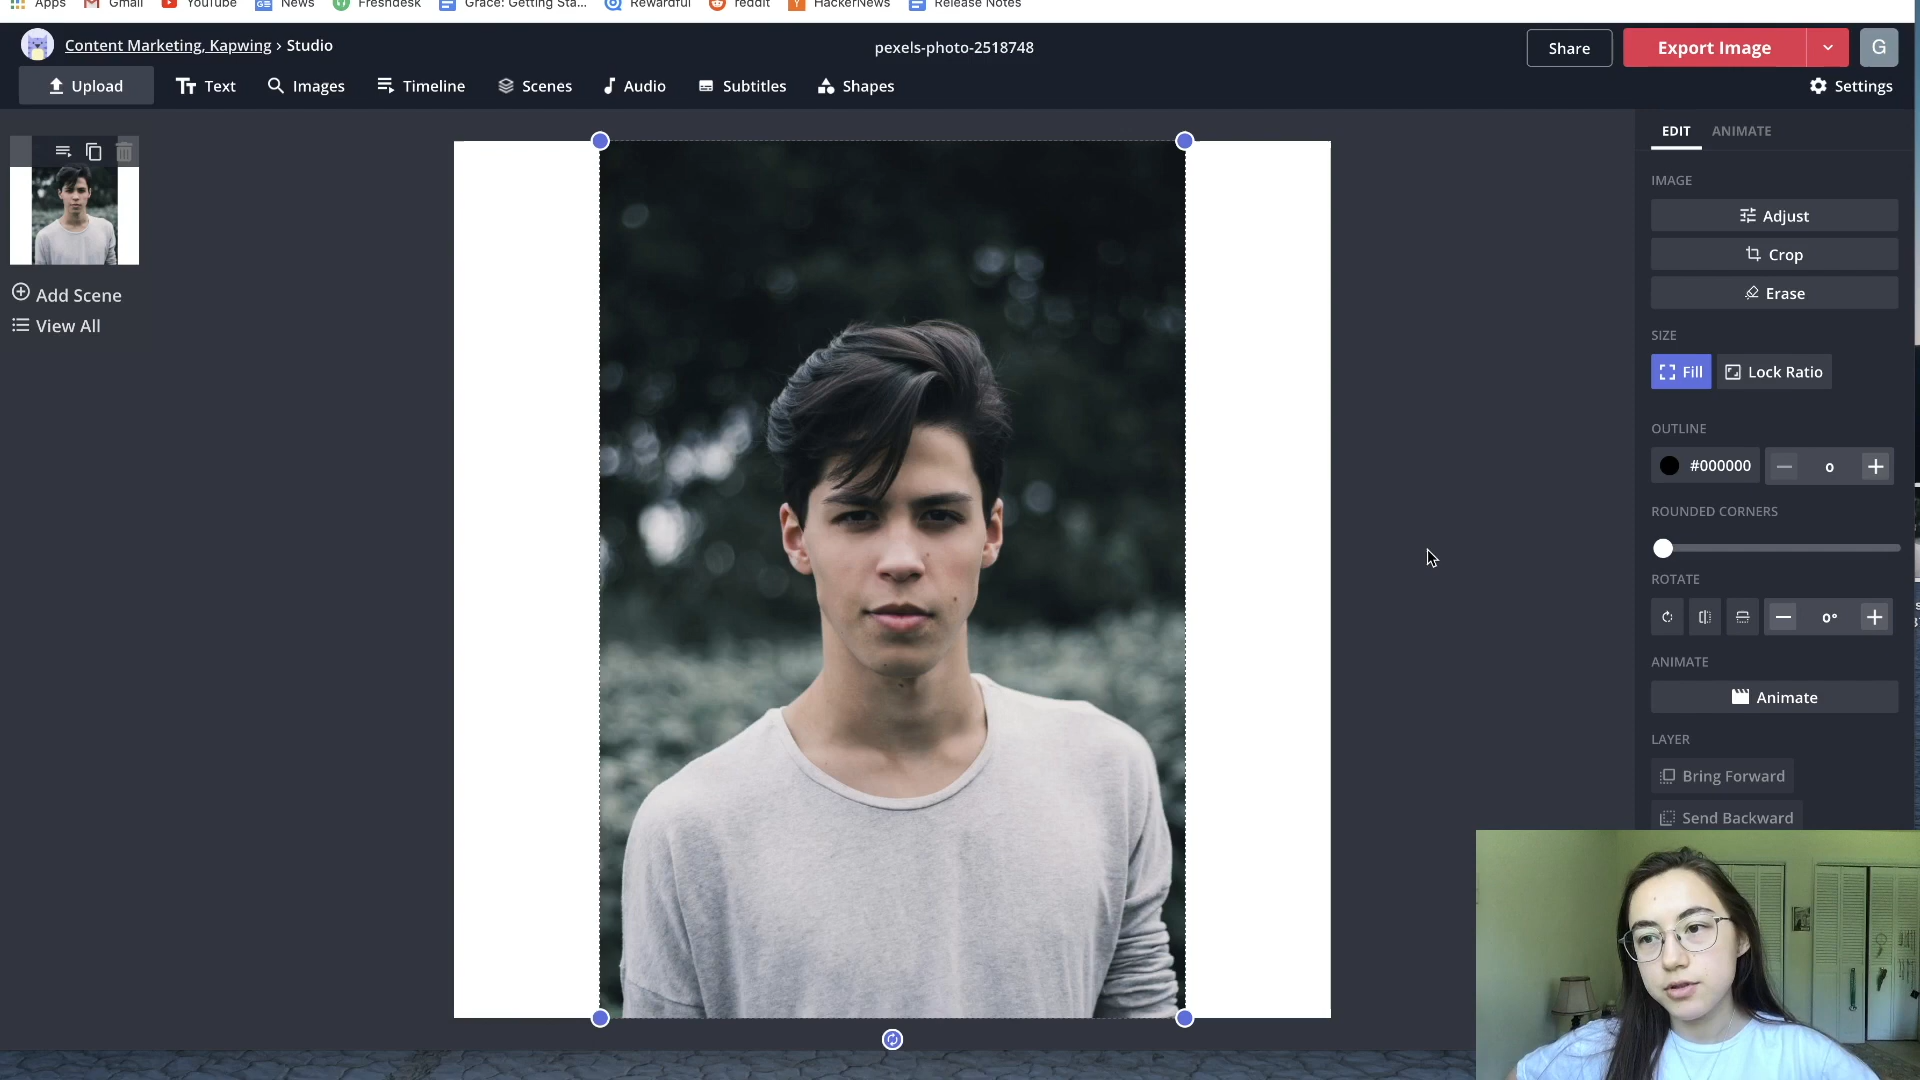 Apps Gmail YouTube News Freshdesk Grace: Getting Sta... Rewardful reddit HackerNews Release Notes
Content Marketing, Kapwing › Studio
pexels-photo-2518748
Share
Export Image
G
Upload
Text
Images
Timeline
Scenes
Audio
Subtitles
Shapes
Settings
Add Scene
View All
EDIT
ANIMATE
IMAGE
Adjust
Crop
Erase
SIZE
Fill
Lock Ratio
OUTLINE
#000000
0
ROUNDED CORNERS
ROTATE
0°
ANIMATE
Animate
LAYER
Bring Forward
Send Backward